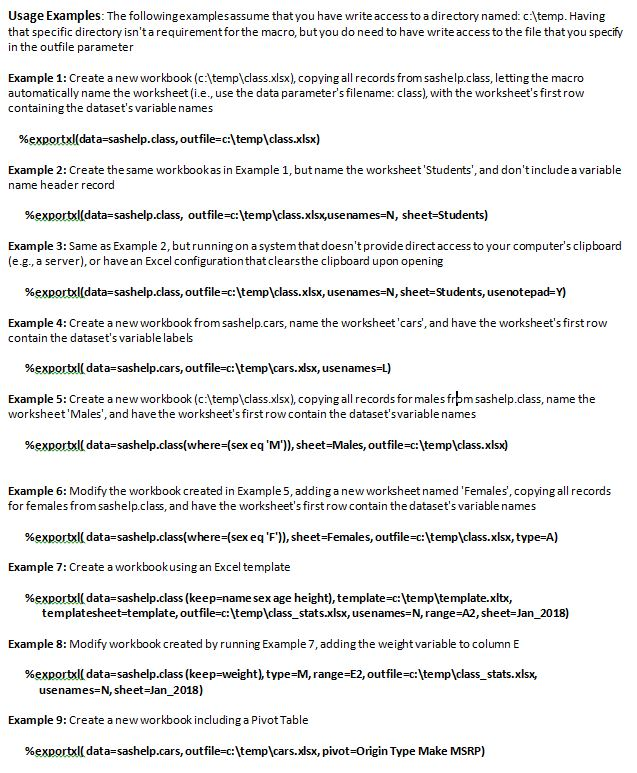 Usage Examples: The following examples assume that you have write access to a directory named: c:\temp. Having
that specific directory isn't a requirement for the macro, but you do need to have write access to the file that you specify
in the outfile parameter
Example 1: Create a new workbook (c:\temp\class.xlsx), copying all records from sashelp.class, letting the macro
automatically name the worksheet (i.e., use the data parameter's filename: class), with the worksheet's first row
containing the dataset's variable names
%exportxl(data=sashelp.class, outfile=c:\temp\class.xlsx)
Example 2: Create the same workbook as in Example 1, but name the worksheet 'Students', and don't include a variable
name header record
%exportxl(data=sashelp.class, outfile=c:\temp\class.xlsx,usenames=N, sheet=Students)
Example 3: Same as Example 2, but running on a system that doesn't provide direct access to your computer's clipboard
(e.g., a server), or have an Excel configuration that clears the clipboard upon opening
%exportxl(data=sashelp.class, outfile=c:\temp\class.xlsx, usenames=N, sheet=Students, usenotepad=Y)
Example 4: Create a new workbook from sashelp.cars, name the worksheet 'cars', and have the worksheet's first row
contain the dataset's variable labels
%exportxl( data=sashelp.cars, outfile=c:\temp\cars.xlsx, usenames=L)
Example 5: Create a new workbook (c:\temp\class.xlsx), copying all records for males from sashelp.class, name the
worksheet 'Males', and have the worksheet's first row contain the dataset's variable names
%exportxl( data=sashelp.class(where=(sex eq 'M')), sheet=Males, outfile=c:\temp\class.xlsx)
Example 6: Modify the workbook created in Example 5, adding a new worksheet named 'Females', copying all records
for females from sashelp.class, and have the worksheet's first row contain the dataset's variable names
%exportxl( data=sashelp.class(where=(sex eq 'F')), sheet=Females, outfile=c:\temp\class.xlsx, type=A)
Example 7: Create a workbook using an Excel template
%exportxl( data=sashelp.class (keep=name sex age height), template=c:\temp\template.xltx,
templatesheet=template, outfile=c:\temp\class_stats.xlsx, usenames=N, range=A2, sheet=Jan_2018)
Example 8: Modify workbook created by running Example 7, adding the weight variable to column E
%exportxl( data=sashelp.class (keep=weight), type=M, range=E2, outfile=c:\temp\class_stats.xlsx,
usenames=N, sheet=Jan_2018)
Example 9: Create a new workbook including a Pivot Table
%exportxl( data=sashelp.cars, outfile=c:\temp\cars.xlsx, pivot=Origin Type Make MSRP)